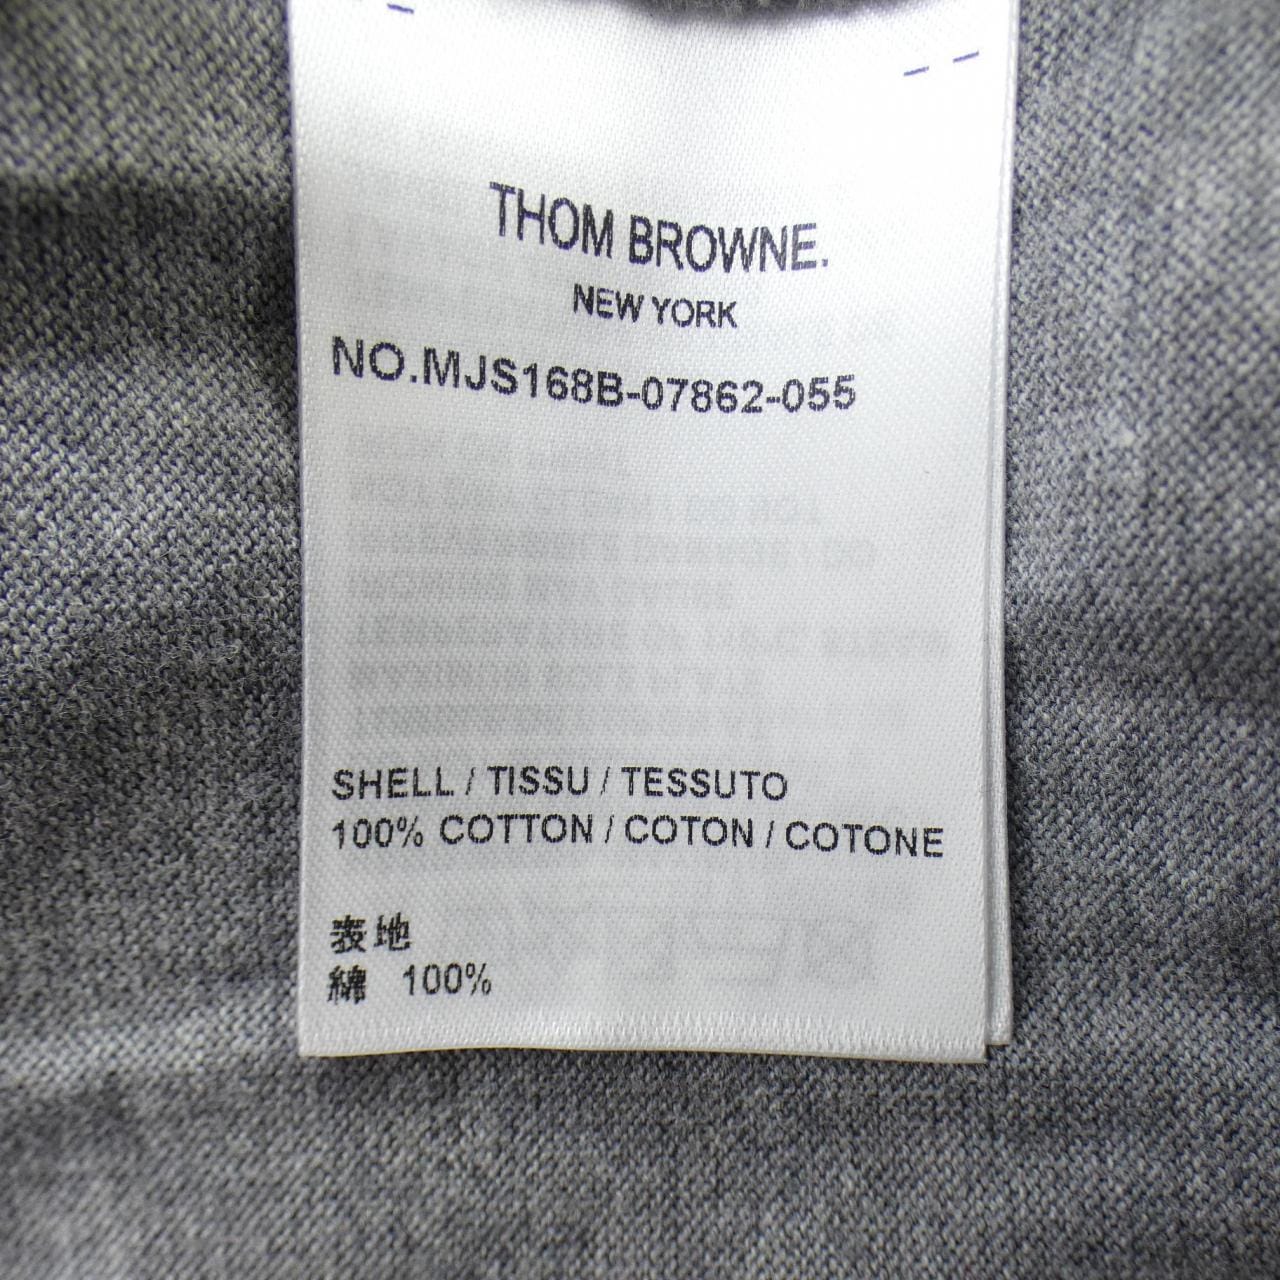 THOM BROWNE.
NEW YORK
NO.MJS168B-07862-055
SHELL / TISSU / TESSUTO
100% COTTON / COTON / COTONE
表地
綿 100%